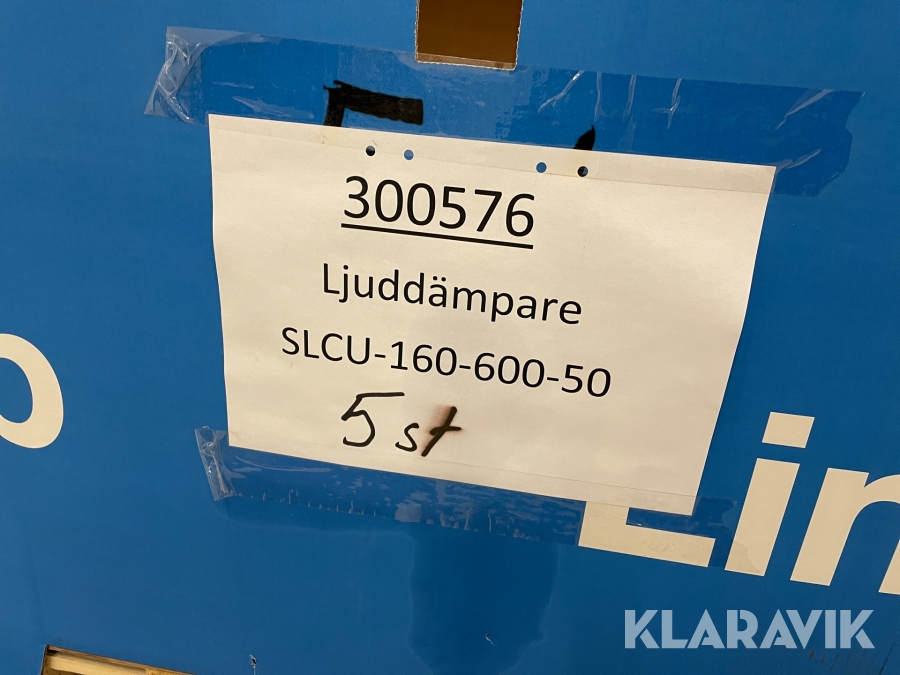 300576
Ljuddämpare
SLCU-160-600-50
5 st
Lin
KLARAVIK